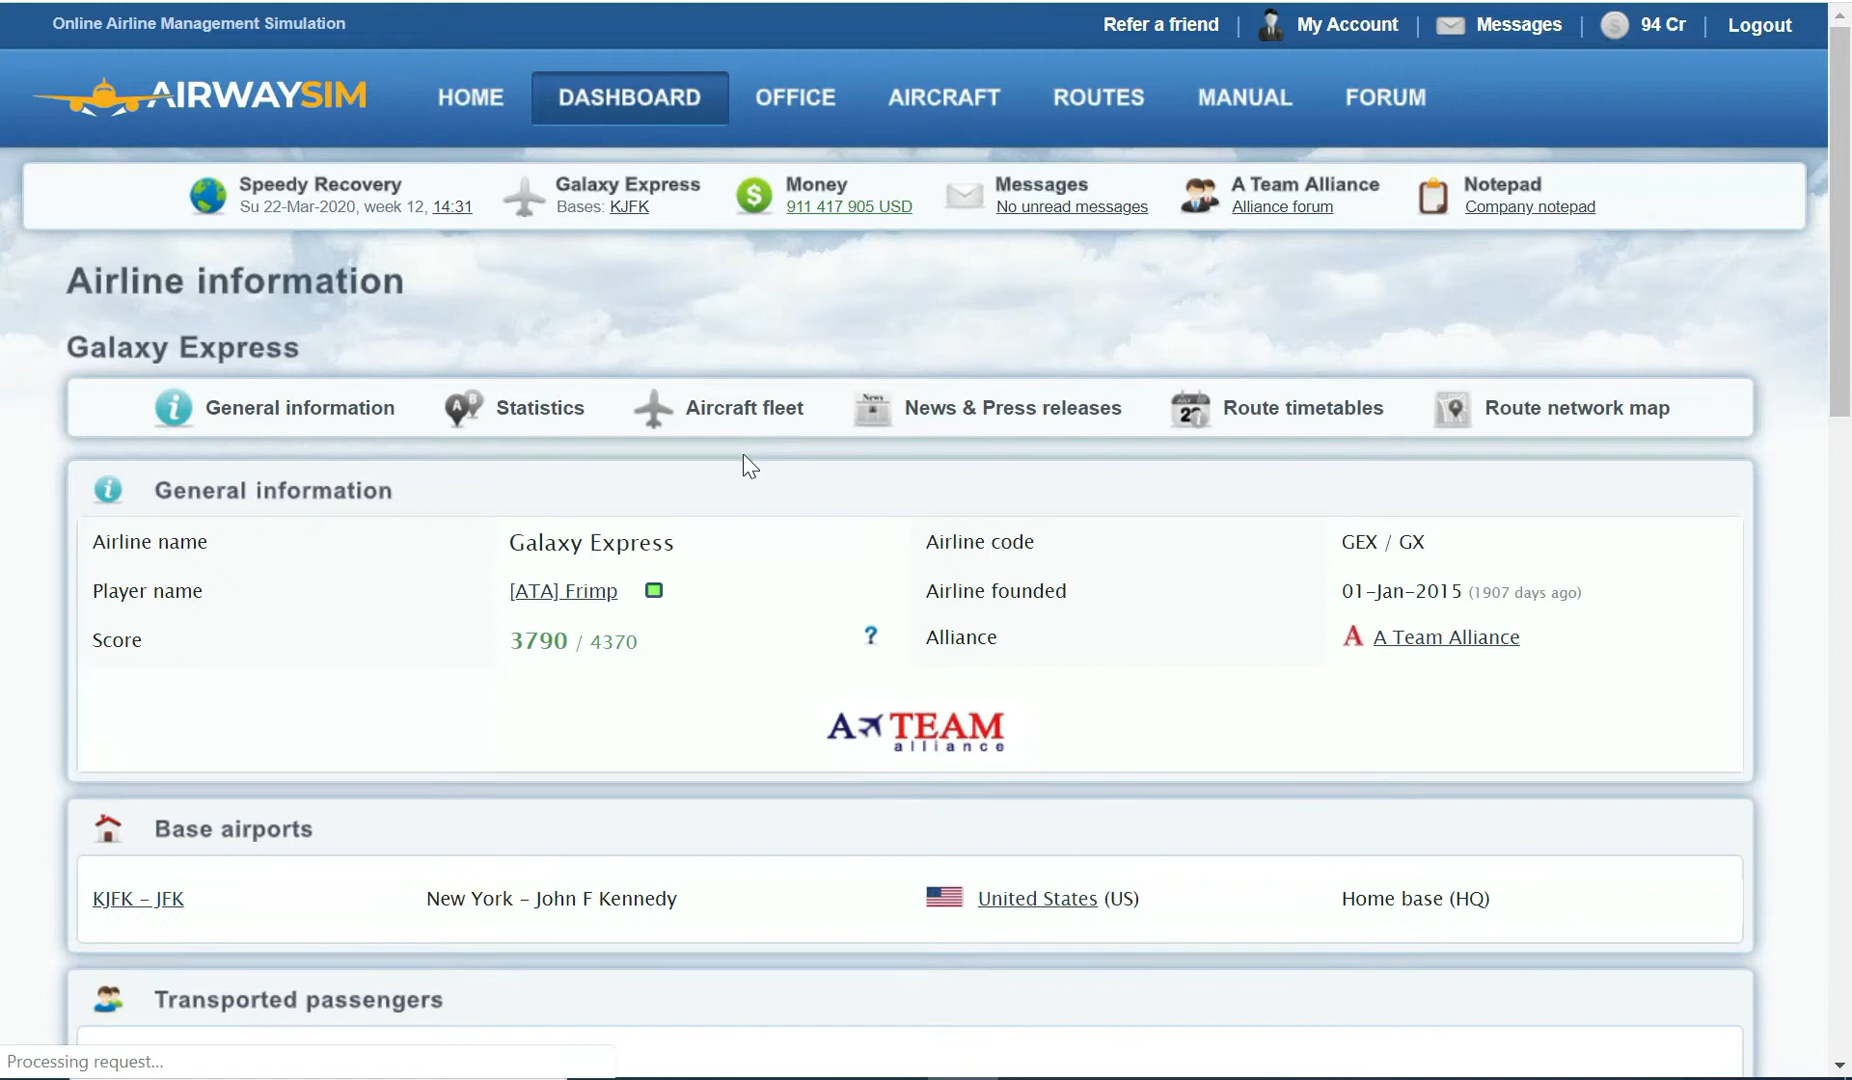 Online Airline Management Simulation
Refer a friend | My Account | Messages | 94 Cr | Logout
AIRWAYSIM
HOME DASHBOARD OFFICE AIRCRAFT ROUTES MANUAL FORUM
Speedy Recovery
Su 22-Mar-2020, week 12, 14:31
Galaxy Express
Bases: KJFK
$ Money
911 417 905 USD
Messages
No unread messages
A Team Alliance
Alliance forum
Notepad
Company notepad
Airline information
Galaxy Express
i General information
A B Statistics
Aircraft fleet
News News & Press releases
Route timetables
Route network map
i General information
Airline name Galaxy Express Airline code GEX / GX
Player name [ATA] Frimp Airline founded 01-Jan-2015 (1907 days ago)
Score 3790 / 4370 ? Alliance A A Team Alliance
A TEAM
alliance
Base airports
KJFK – JFK New York – John F Kennedy United States (US) Home base (HQ)
Transported passengers
Processing request...